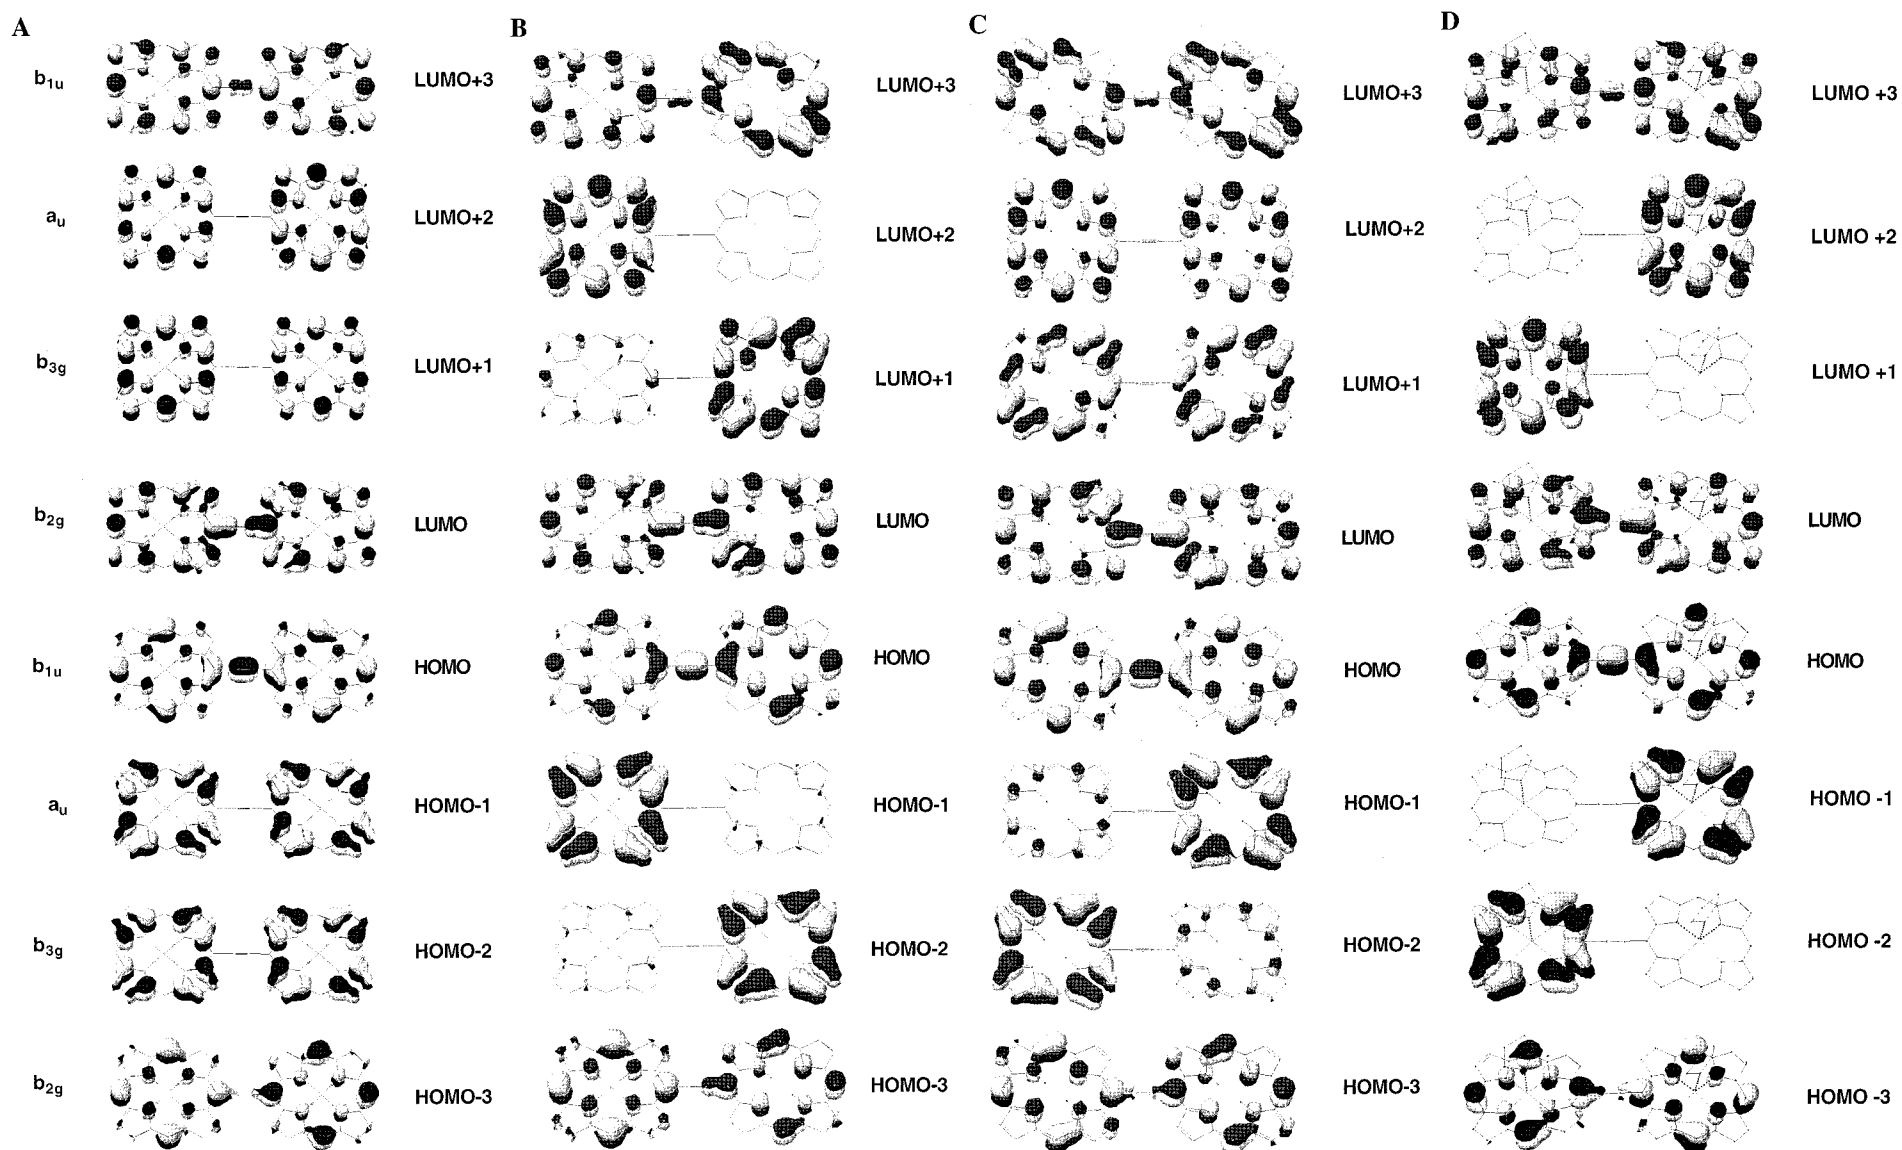 A B C D
b1u LUMO+3 LUMO+3 LUMO+3 LUMO +3
au LUMO+2 LUMO+2 LUMO+2 LUMO +2
b3g LUMO+1 LUMO+1 LUMO+1 LUMO +1
b2g LUMO LUMO LUMO LUMO
b1u HOMO HOMO HOMO HOMO
au HOMO-1 HOMO-1 HOMO-1 HOMO -1
b3g HOMO-2 HOMO-2 HOMO-2 HOMO -2
b2g HOMO-3 HOMO-3 HOMO-3 HOMO -3